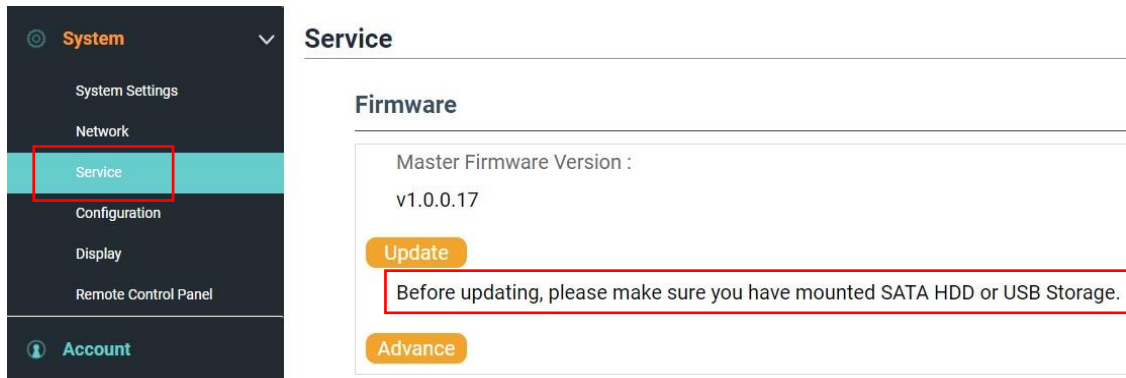 System
System Settings
Network
Service
Configuration
Display
Remote Control Panel
Account
Service
Firmware
Master Firmware Version :
v1.0.0.17
Update
Before updating, please make sure you have mounted SATA HDD or USB Storage.
Advance